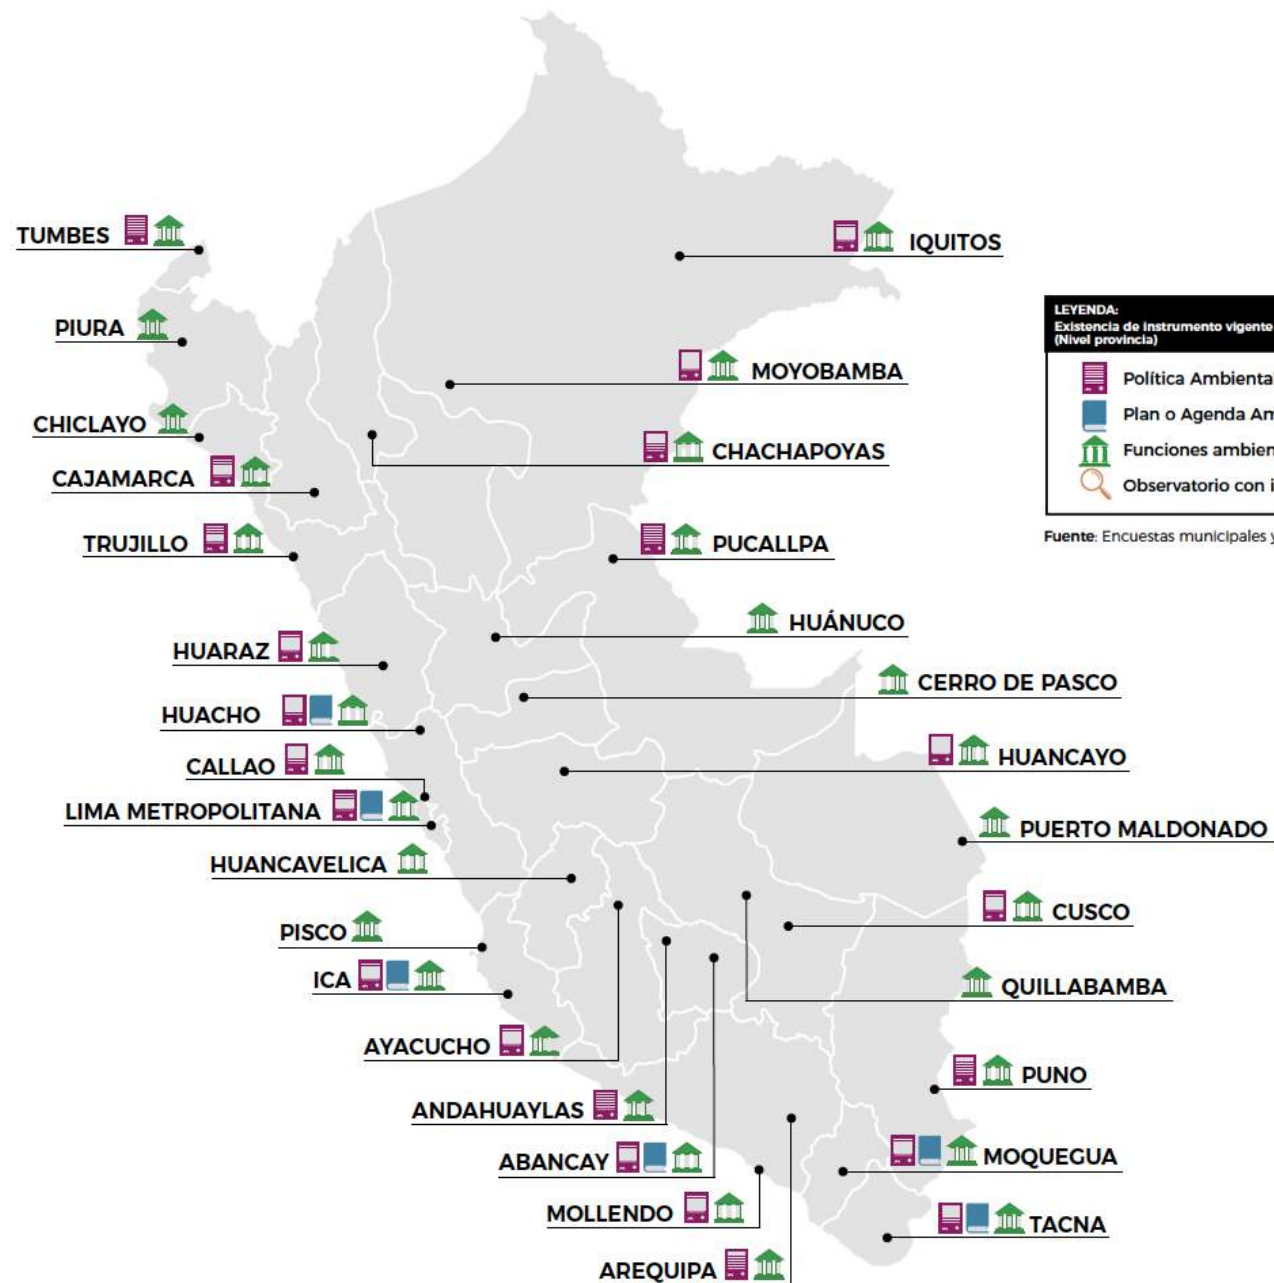 TUMBES
IQUITOS
PIURA
LEYENDA:
Existencia de instrumento vigente
(Nivel provincia)
MOYOBAMBA
Política Ambiental
Plan o Agenda Am
CHICLAYO
CHACHAPOYAS
Funciones ambien
CAJAMARCA
Observatorio con i
TRUJILLO
PUCALLPA
Fuente: Encuestas municipales y
HUÁNUCO
HUARAZ
CERRO DE PASCO
HUACHO
HUANCAYO
CALLAO
LIMA METROPOLITANA
PUERTO MALDONADO
HUANCAVELICA
CUSCO
PISCO
ICA
QUILLABAMBA
AYACUCHO
PUNO
ANDAHUAYLAS
ABANCAY
MOQUEGUA
MOLLENDO
TACNA
AREQUIPA